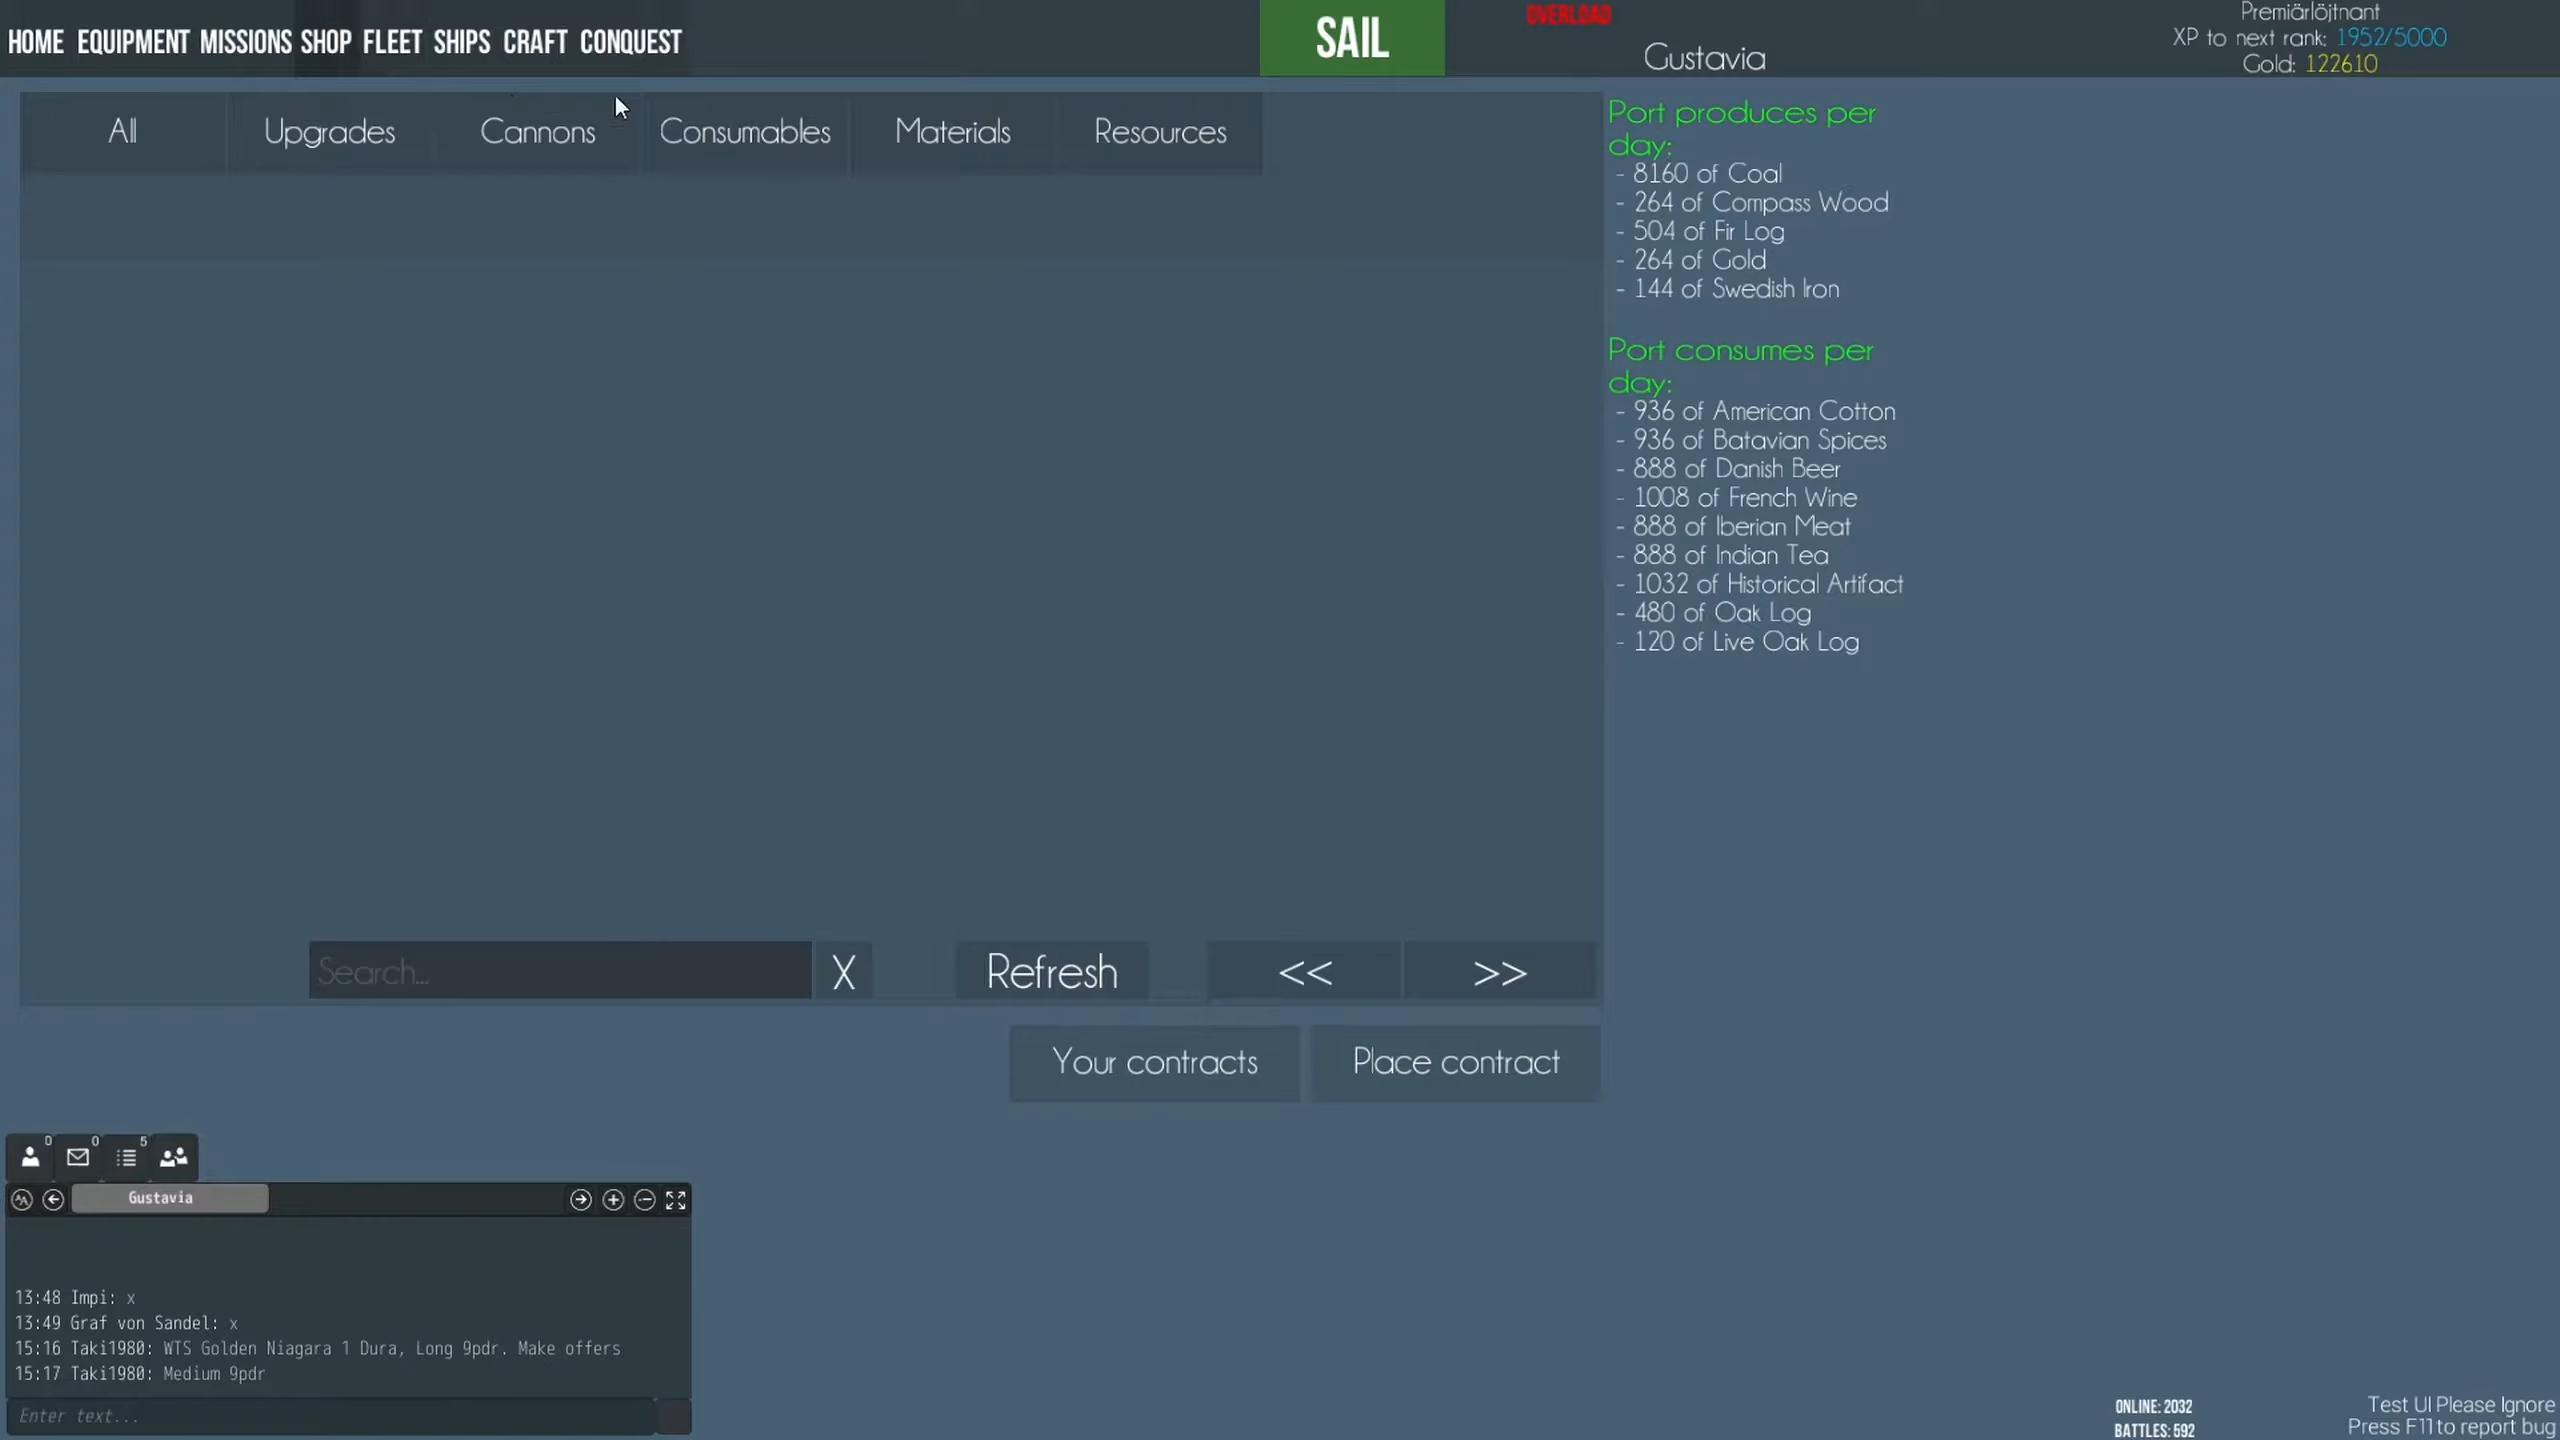 HOME EQUIPMENT MISSIONS SHOP FLEET SHIPS CRAFT CONQUEST
SAIL
OVERLOAD
Gustavia
Premiärlöjtnant
XP to next rank: 1952/5000
Gold: 122610
All Upgrades Cannons Consumables Materials Resources
Port produces per
day:
- 8160 of Coal
- 264 of Compass Wood
- 504 of Fir Log
- 264 of Gold
- 144 of Swedish Iron
Port consumes per
day:
- 936 of American Cotton
- 936 of Batavian Spices
- 888 of Danish Beer
- 1008 of French Wine
- 888 of Iberian Meat
- 888 of Indian Tea
- 1032 of Historical Artifact
- 480 of Oak Log
- 120 of Live Oak Log
Search... X Refresh << >>
Your contracts Place contract
0 0 5
Gustavia
13:48 Impi: x
13:49 Graf von Sandel: x
15:16 Taki1980: WTS Golden Niagara 1 Dura, Long 9pdr. Make offers
15:17 Taki1980: Medium 9pdr
Enter text...
ONLINE: 2032
BATTLES: 592
Test UI Please Ignore
Press F11 to report bug